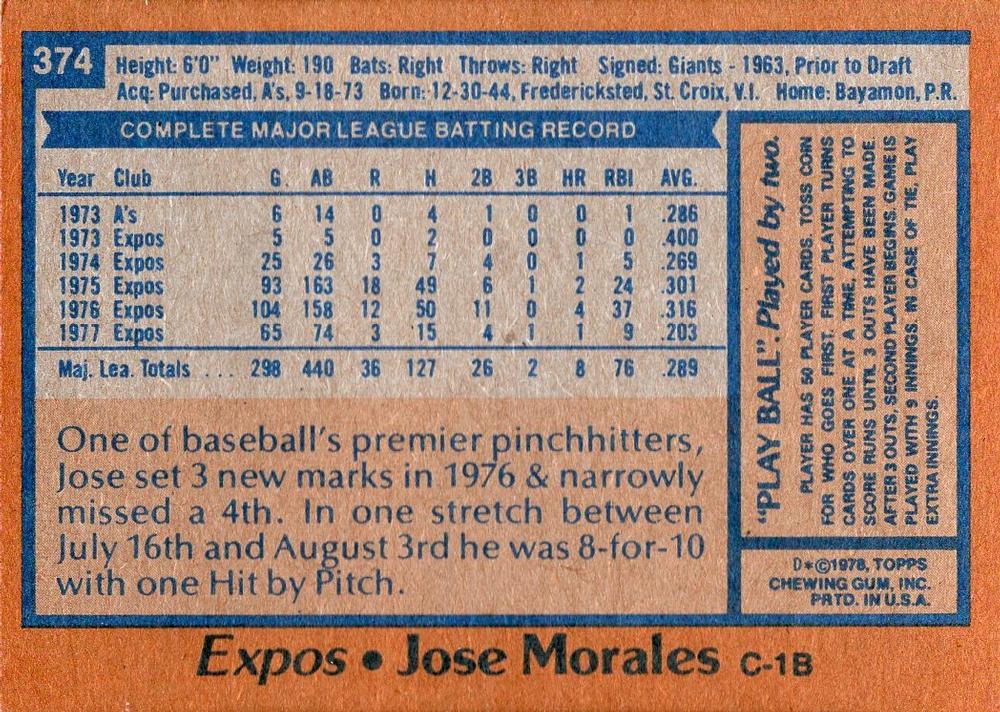 374
Height: 6'0" Weight: 190 Bats: Right Throws: Right Signed: Giants - 1963, Prior to Draft
Acq: Purchased, A's, 9-18-73 Born: 12-30-44, Fredericksted, St. Croix, V.I. Home: Bayamon, P.R.
COMPLETE MAJOR LEAGUE BATTING RECORD
Year Club G. AB R H 2B 3B HR RBI AVG.
1973 A's 6 14 0 4 1 0 0 1 .286
1973 Expos 5 5 0 2 0 0 0 0 .400
1974 Expos 25 26 3 7 4 0 1 5 .269
1975 Expos 93 163 18 49 6 1 2 24 .301
1976 Expos 104 158 12 50 11 0 4 37 .316
1977 Expos 65 74 3 15 4 1 1 9 .203
Maj. Lea. Totals ... 298 440 36 127 26 2 8 76 .289
One of baseball's premier pinchhitters,
Jose set 3 new marks in 1976 & narrowly
missed a 4th. In one stretch between
July 16th and August 3rd he was 8-for-10
with one Hit by Pitch.
"PLAY BALL". Played by two.
PLAYER HAS 50 PLAYER CARDS. TOSS COIN
FOR WHO GOES FIRST. FIRST PLAYER TURNS
CARDS OVER ONE AT A TIME, ATTEMPTING TO
SCORE RUNS UNTIL 3 OUTS HAVE BEEN MADE.
AFTER 3 OUTS, SECOND PLAYER BEGINS. GAME IS
PLAYED WITH 9 INNINGS. IN CASE OF TIE, PLAY
EXTRA INNINGS.
D*©1978, TOPPS
CHEWING GUM, INC.
PRTD. IN U.S.A.
Expos • Jose Morales C-1B